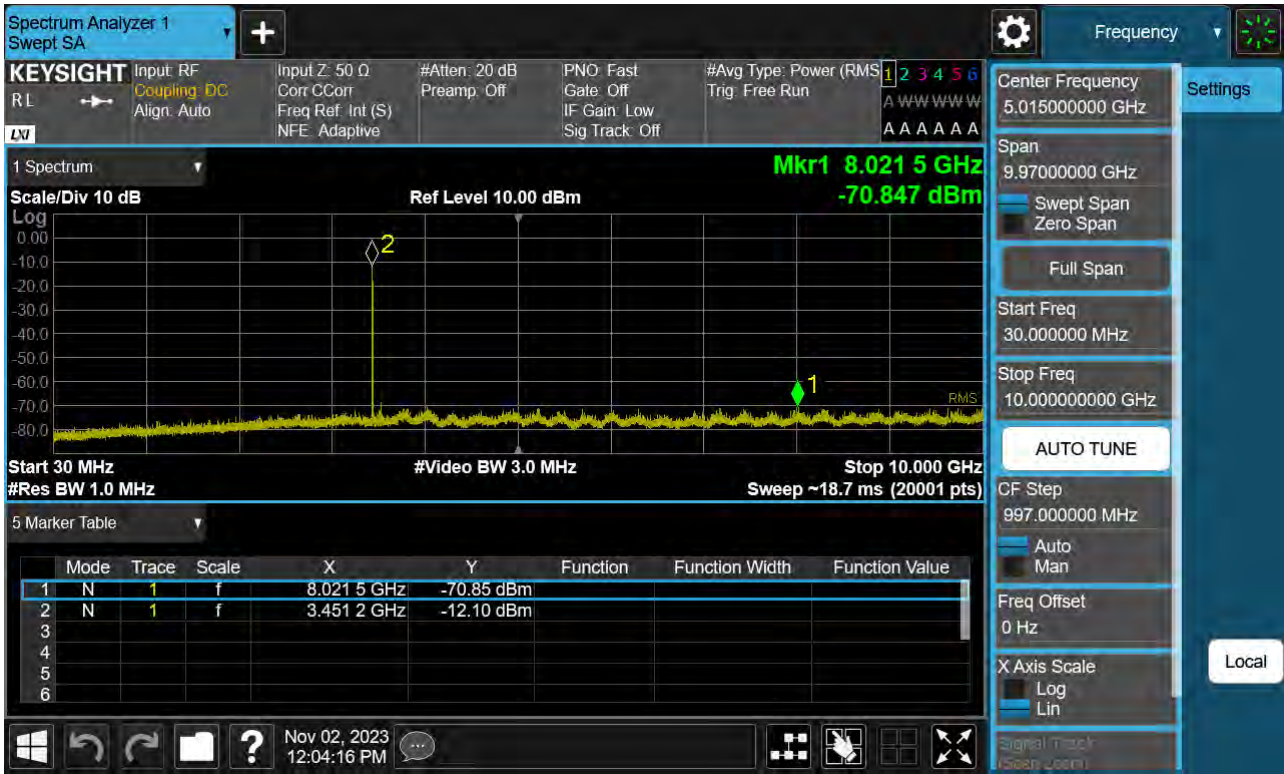 Spectrum Analyzer 1
Swept SA
+
Frequency
KEYSIGHT
RL
LXI
Input: RF
Coupling: DC
Align: Auto
Input Z: 50 Ω
Corr CCorr
Freq Ref: Int (S)
NFE: Adaptive
#Atten: 20 dB
Preamp: Off
PNO: Fast
Gate: Off
IF Gain: Low
Sig Track: Off
#Avg Type: Power (RMS
Trig: Free Run
1 2 3 4 5 6
A W W W W W
A A A A A A
Center Frequency
5.015000000 GHz
Settings
1 Spectrum
Mkr1 8.021 5 GHz
-70.847 dBm
Scale/Div 10 dB
Ref Level 10.00 dBm
Log
0.00
-10.0
-20.0
-30.0
-40.0
-50.0
-60.0
-70.0
-80.0
2
1
RMS
Start 30 MHz
#Video BW 3.0 MHz
Stop 10.000 GHz
#Res BW 1.0 MHz
Sweep ~18.7 ms (20001 pts)
Span
9.97000000 GHz
Swept Span
Zero Span
Full Span
Start Freq
30.000000 MHz
Stop Freq
10.000000000 GHz
AUTO TUNE
CF Step
997.000000 MHz
Auto
Man
Freq Offset
0 Hz
X Axis Scale
Log
Lin
Signal Track
(Span Zoom)
Local
5 Marker Table
Mode Trace Scale X Y Function Function Width Function Value
1 N 1 f 8.021 5 GHz -70.85 dBm
2 N 1 f 3.451 2 GHz -12.10 dBm
3
4
5
6
?
Nov 02, 2023
12:04:16 PM